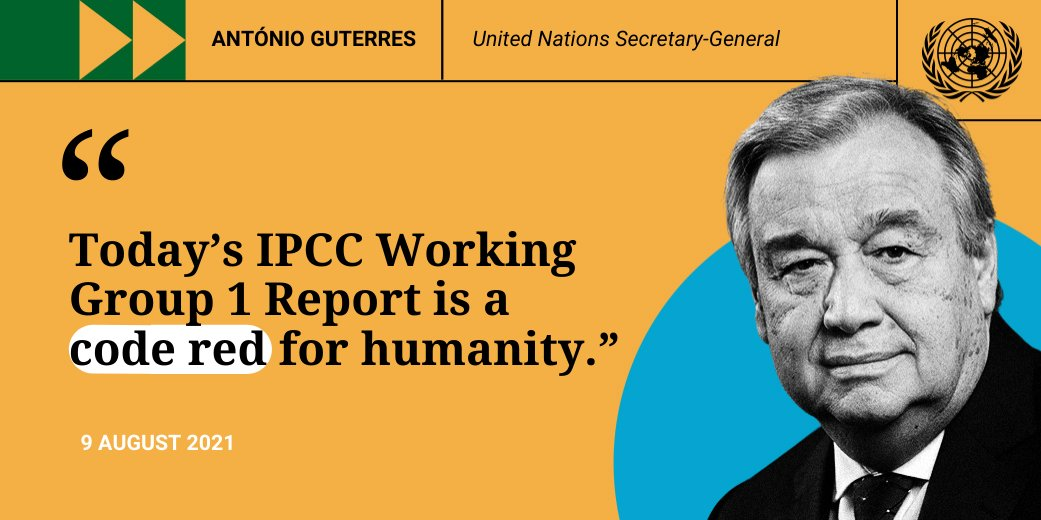 ANTÓNIO GUTERRES
United Nations Secretary-General
“
Today’s IPCC Working
Group 1 Report is a
code red for humanity.”
9 AUGUST 2021